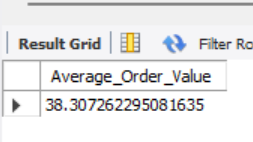 Result Grid Filter Ro
Average_Order_Value
38.307262295081635